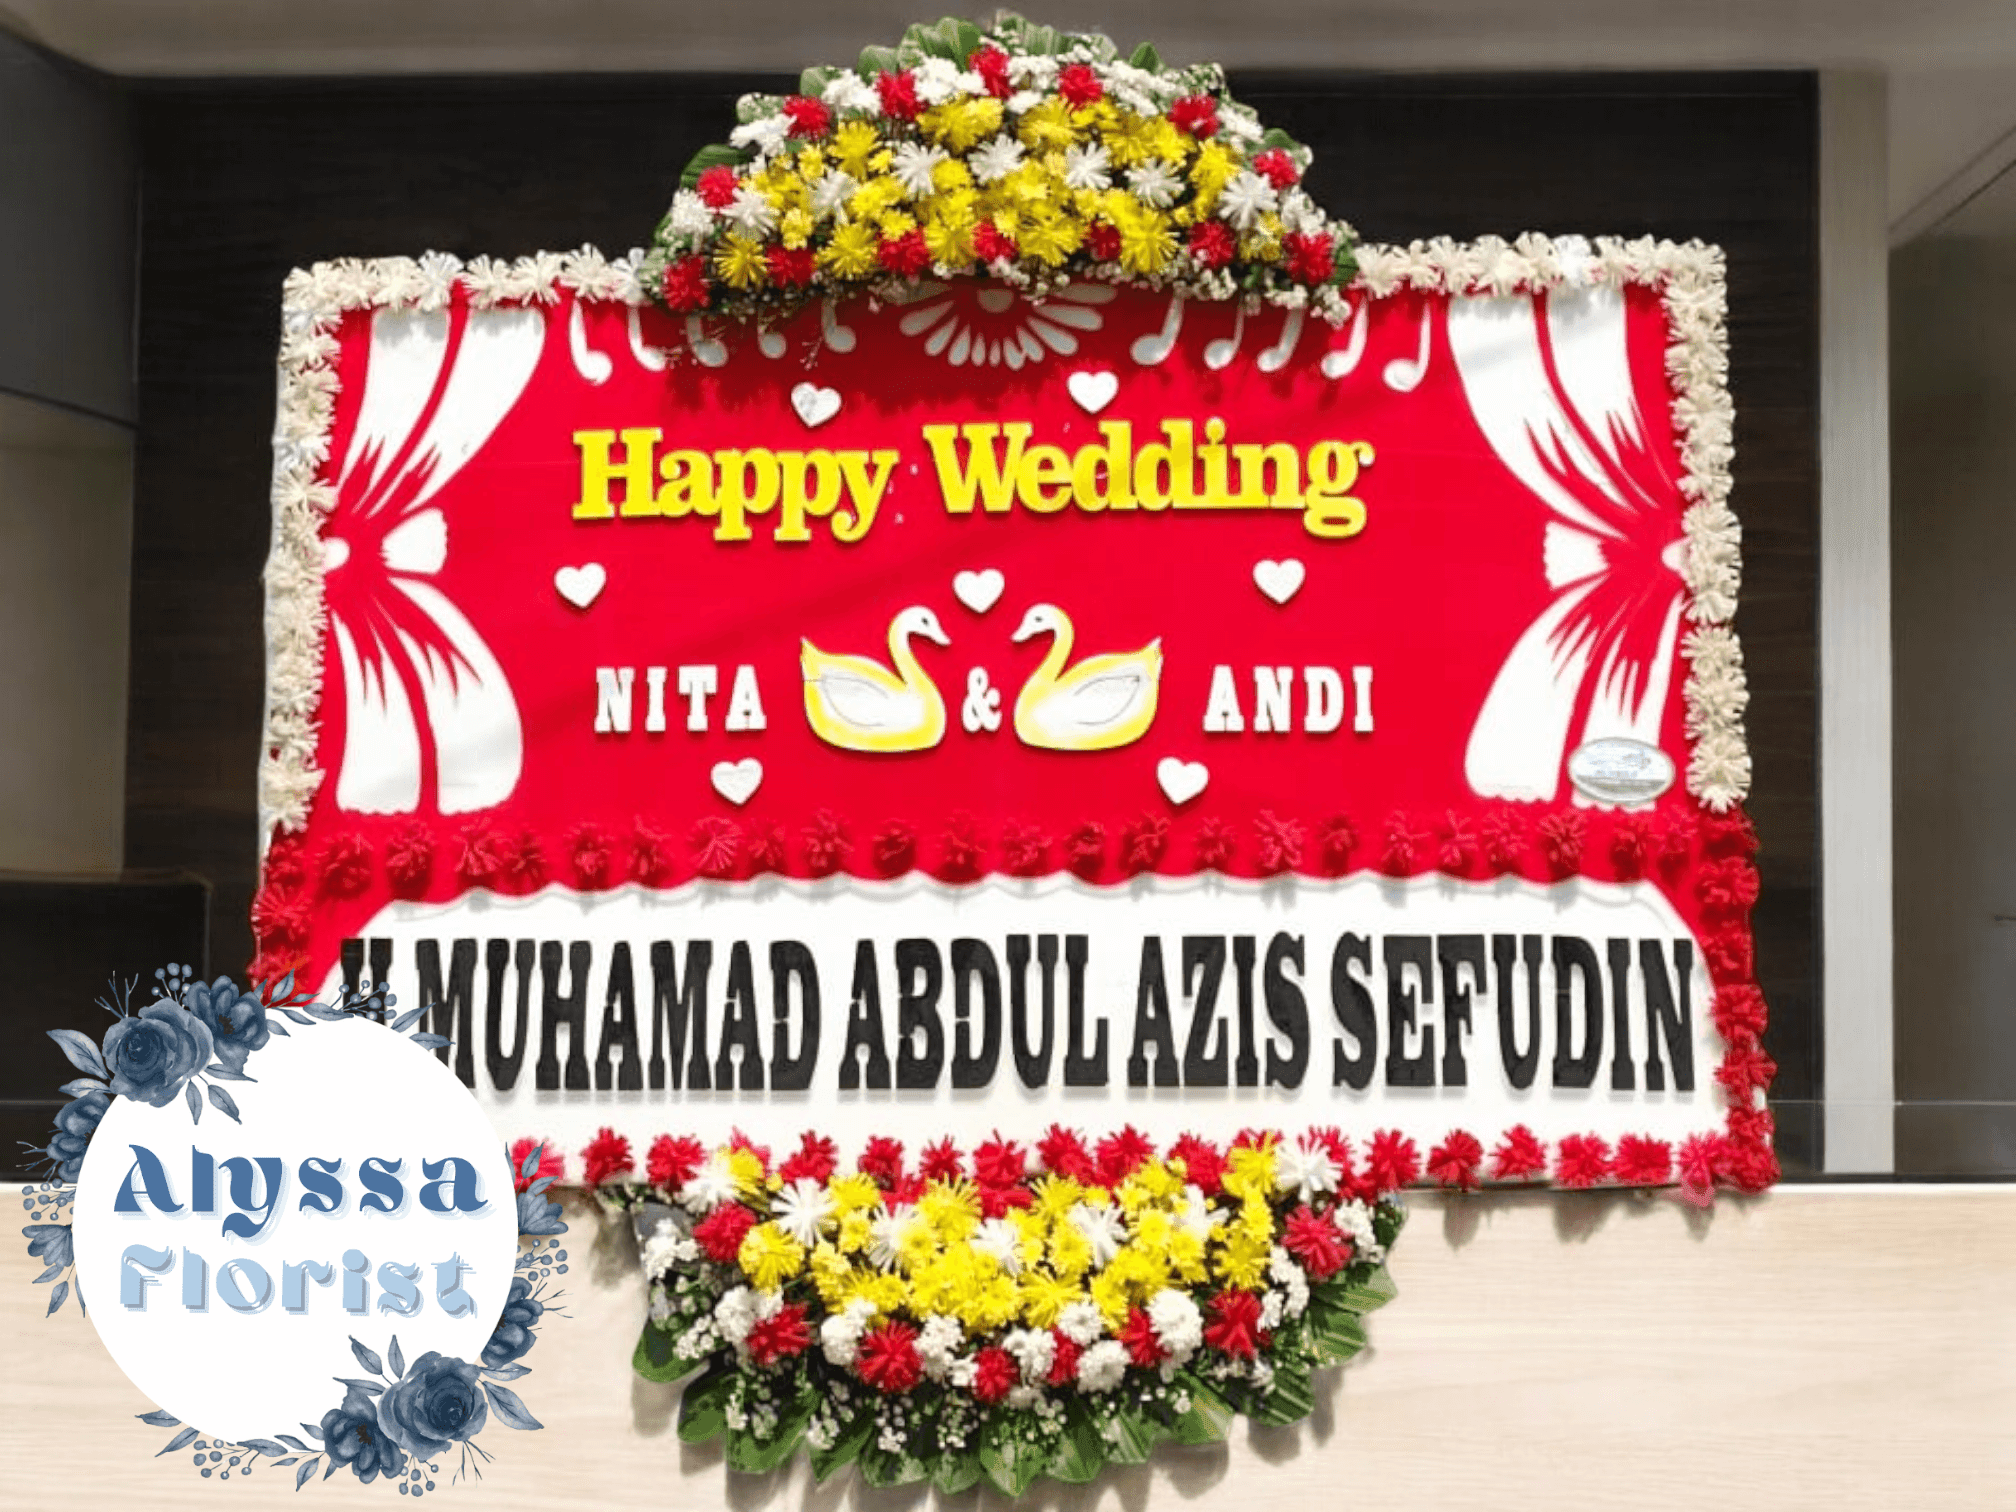 Happy Wedding
NITA & ANDI
MUHAMAD ABDUL AZIS SEFUDIN
Alyssa
Florist